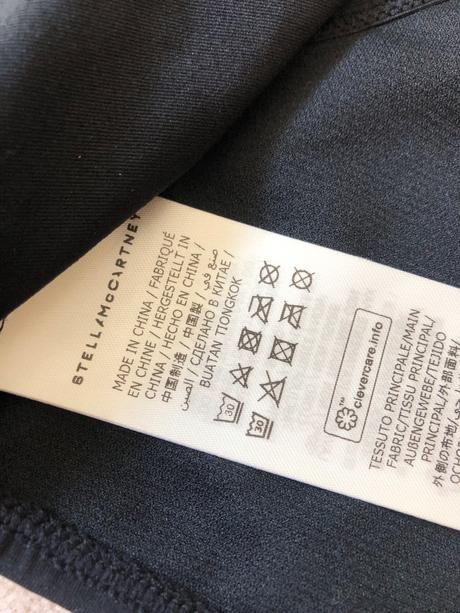 STELLA McCARTNEY
MADE IN CHINA / FABRIQUÉ
EN CHINE / HERGESTELLT IN
CHINA / HECHO EN CHINA /
中国制造 / 中国製 / صنع في
الصين / СДЕЛАНО В КИТАЕ /
BUATAN TIONGKOK
30
30
clevercare.info
TESSUTO PRINCIPALE/MAIN
FABRIC/TISSU PRINCIPAL/
AUßENGEWEBE/TEJIDO
PRINCIPAL/外部面料/
外側の布地/